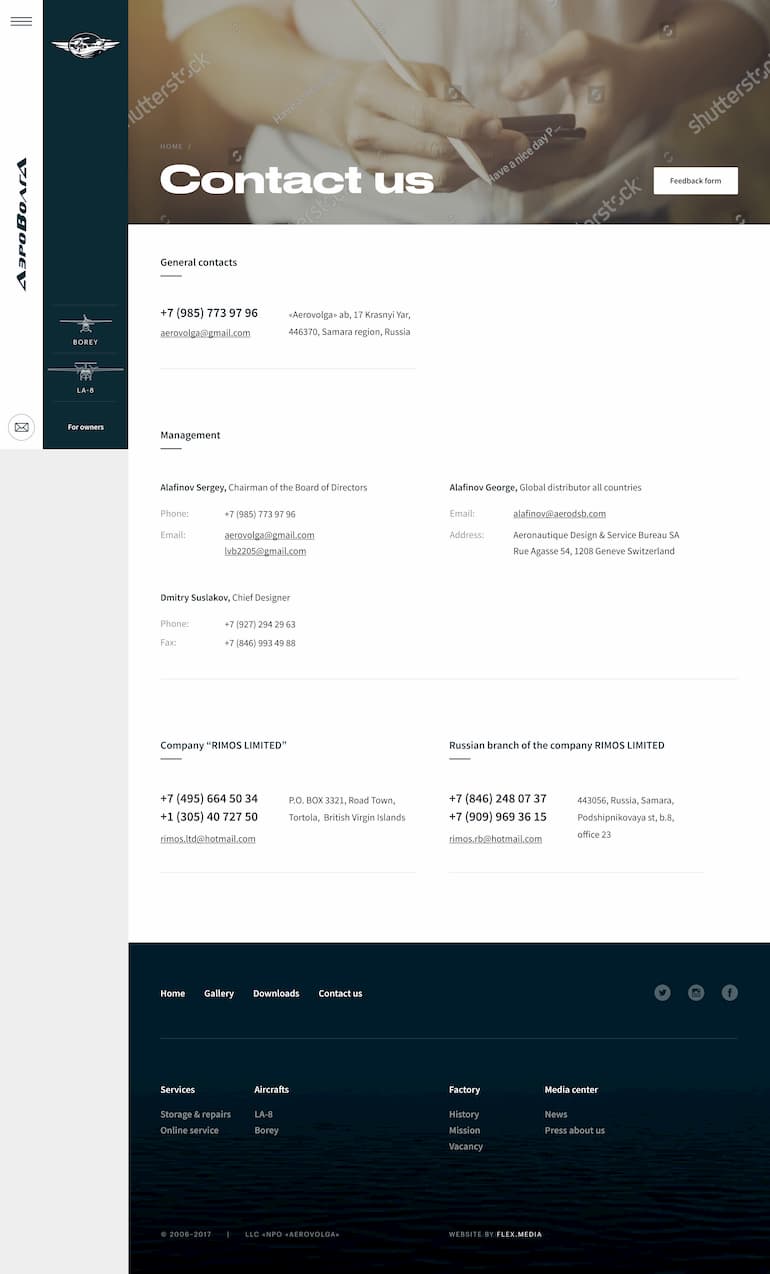 АэроВолга
BOREY
LA-8
For owners
shutterstock
shutterstock
Have a nice day P...
shutterstock
HOME /
Contact us
Feedback form
General contacts
+7 (985) 773 97 96
aerovolga@gmail.com
«Aerovolga» ab, 17 Krasnyi Yar,
446370, Samara region, Russia
Management
Alafinov Sergey, Chairman of the Board of Directors
Phone: +7 (985) 773 97 96
Email: aerovolga@gmail.com
lvb2205@gmail.com
Alafinov George, Global distributor all countries
Email: alafinov@aerodsb.com
Address: Aeronautique Design & Service Bureau SA
Rue Agasse 54, 1208 Geneve Switzerland
Dmitry Suslakov, Chief Designer
Phone: +7 (927) 294 29 63
Fax: +7 (846) 993 49 88
Company “RIMOS LIMITED”
+7 (495) 664 50 34
+1 (305) 40 727 50
rimos.ltd@hotmail.com
P.O. BOX 3321, Road Town,
Tortola, British Virgin Islands
Russian branch of the company RIMOS LIMITED
+7 (846) 248 07 37
+7 (909) 969 36 15
rimos.rb@hotmail.com
443056, Russia, Samara,
Podshipnikovaya st, b.8,
office 23
Home Gallery Downloads Contact us
Services
Storage & repairs
Online service
Aircrafts
LA-8
Borey
Factory
History
Mission
Vacancy
Media center
News
Press about us
© 2006-2017 | LLC «NPO «AEROVOLGA»
WEBSITE BY FLEX.MEDIA